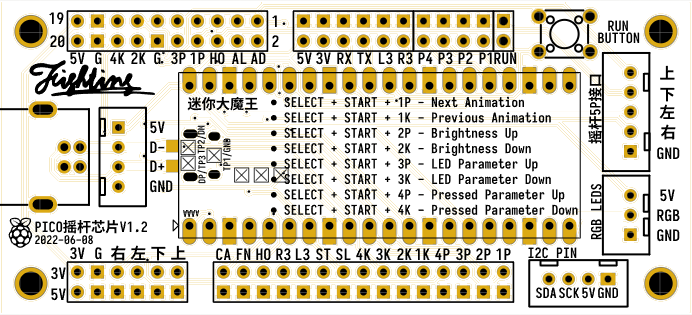 19
1
20
2
5V G 4K 2K G 3P 1P HO AL AD
5V 3V RX TX L3 R3 P4 P3 P2 P1RUN
RUN
BUTTON
Fighting
迷你大魔王
SELECT + START + 1P - Next Animation
SELECT + START + 1K - Previous Animation
SELECT + START + 2P - Brightness Up
SELECT + START + 2K - Brightness Down
SELECT + START + 3P - LED Parameter Up
SELECT + START + 3K - LED Parameter Down
SELECT + START + 4P - Pressed Parameter Up
SELECT + START + 4K - Pressed Parameter Down
5V
D-
D+
GND
TP2/DM
DP/TP3
TP1/GND
摇杆5P接口
上
下
左
右
GND
RGB LEDS
5V
RGB
GND
PICO摇杆芯片V1.2
2022-06-08
3V G 右 左 下 上
3V
5V
CA FN HO R3 L3 ST SL 4K 3K 2K 1K 4P 3P 2P 1P
I2C PIN
SDA SCK 5V GND